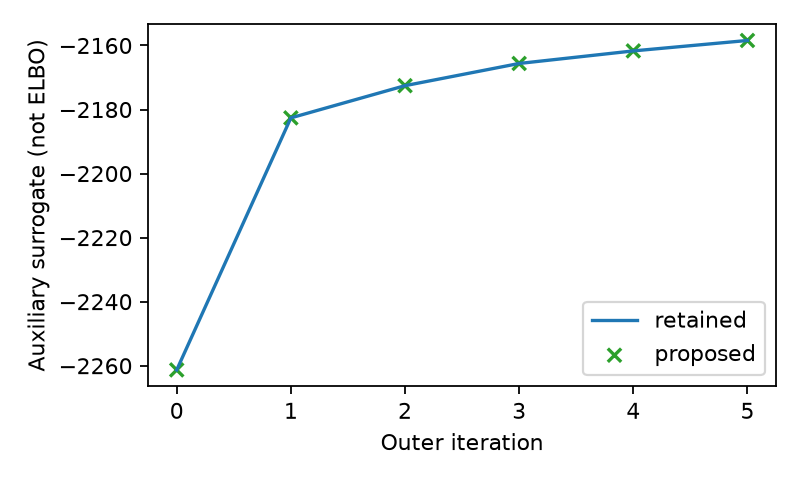 −2160
−2180
−2200
−2220
−2240
−2260
Auxiliary surrogate (not ELBO)
retained
proposed
0 1 2 3 4 5
Outer iteration